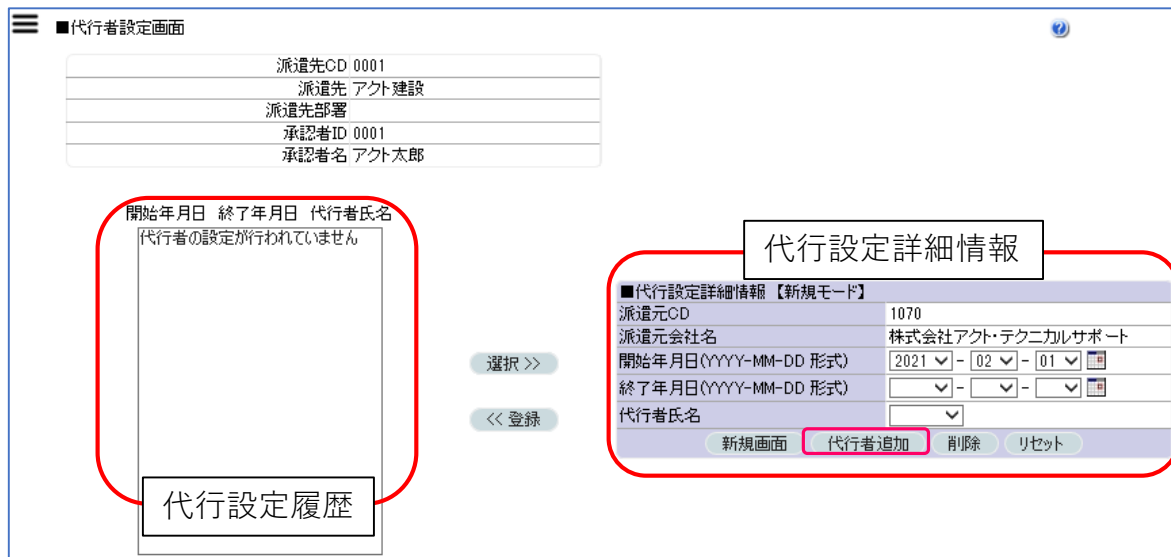 ■代行者設定画面
派遣先CD 0001
派遣先 アクト建設
派遣先部署
承認者ID 0001
承認者名 アクト太郎
開始年月日 終了年月日 代行者氏名
代行者の設定が行われていません
代行設定履歴
選択 >>
<< 登録
代行設定詳細情報
■代行設定詳細情報【新規モード】
派遣元CD 1070
派遣元会社名 株式会社アクト・テクニカルサポート
開始年月日(YYYY-MM-DD 形式) 2021 - 02 - 01
終了年月日(YYYY-MM-DD 形式) - -
代行者氏名
新規画面 代行者追加 削除 リセット